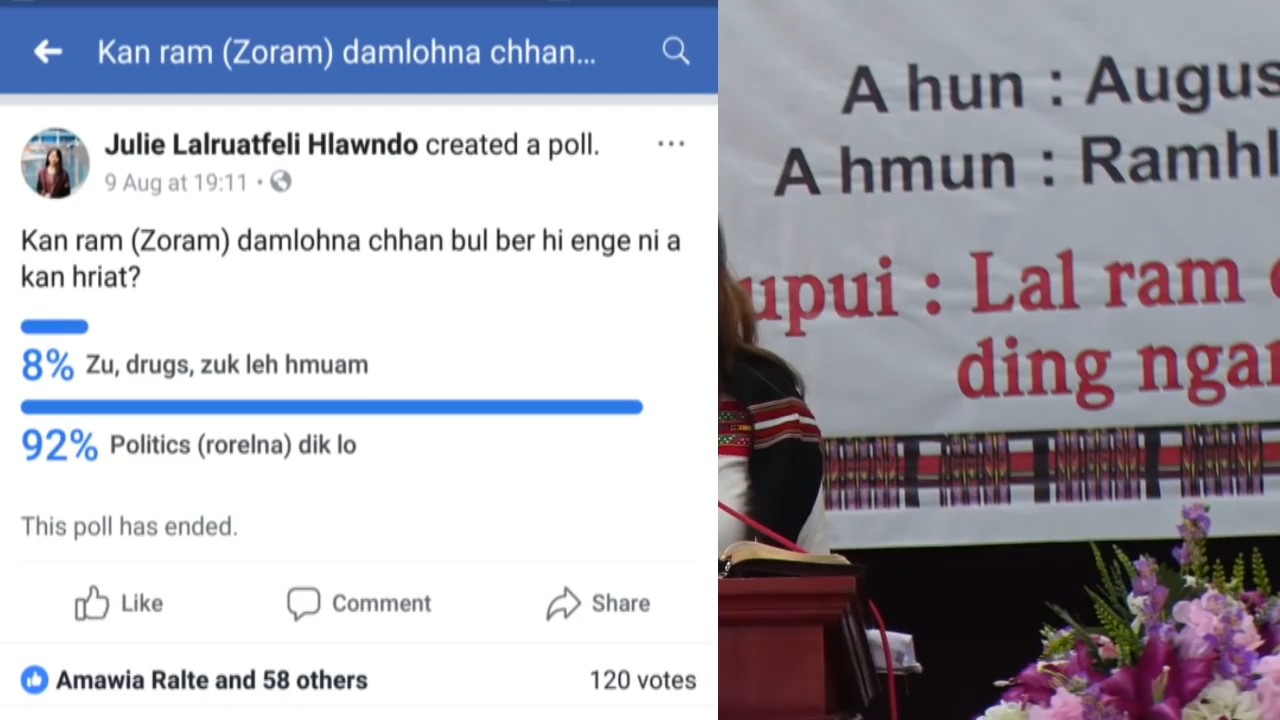 Kan ram (Zoram) damlohna chhan...
Julie Lalruatfeli Hlawndo created a poll.
9 Aug at 19:11 •
Kan ram (Zoram) damlohna chhan bul ber hi enge ni a
kan hriat?
8% Zu, drugs, zuk leh hmuam
92% Politics (rorelna) dik lo
This poll has ended.
Like Comment Share
Amawia Ralte and 58 others 120 votes
A hun : Augus
A hmun : Ramhl
upui : Lal ram
ding ngai